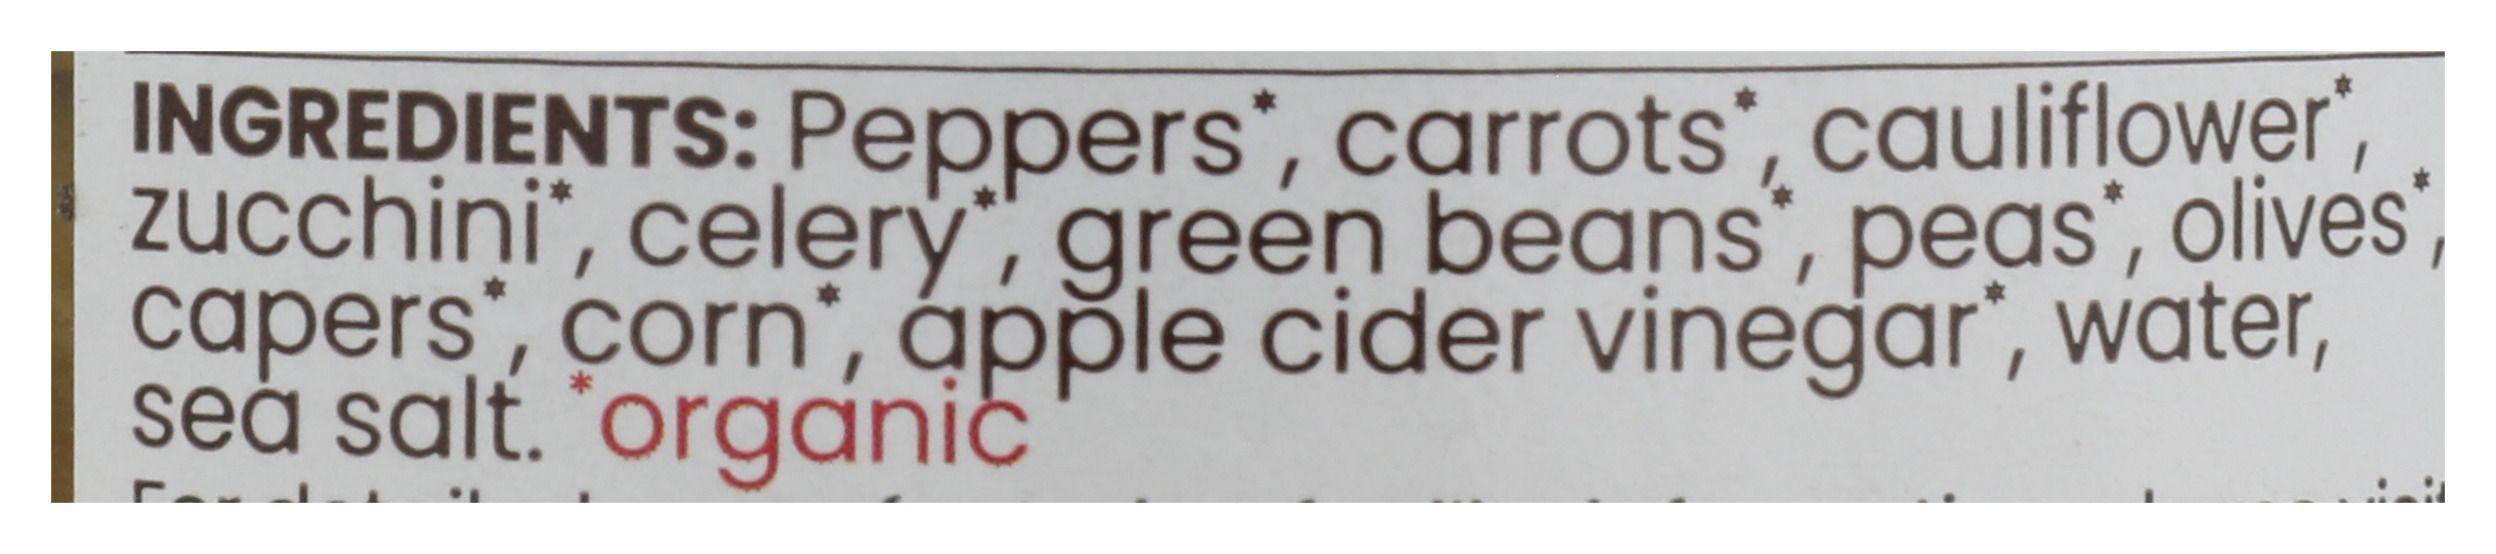 INGREDIENTS: Peppers*, carrots*, cauliflower*,
zucchini*, celery*, green beans*, peas*, olives*,
capers*, corn*, apple cider vinegar*, water,
sea salt. *organic
For